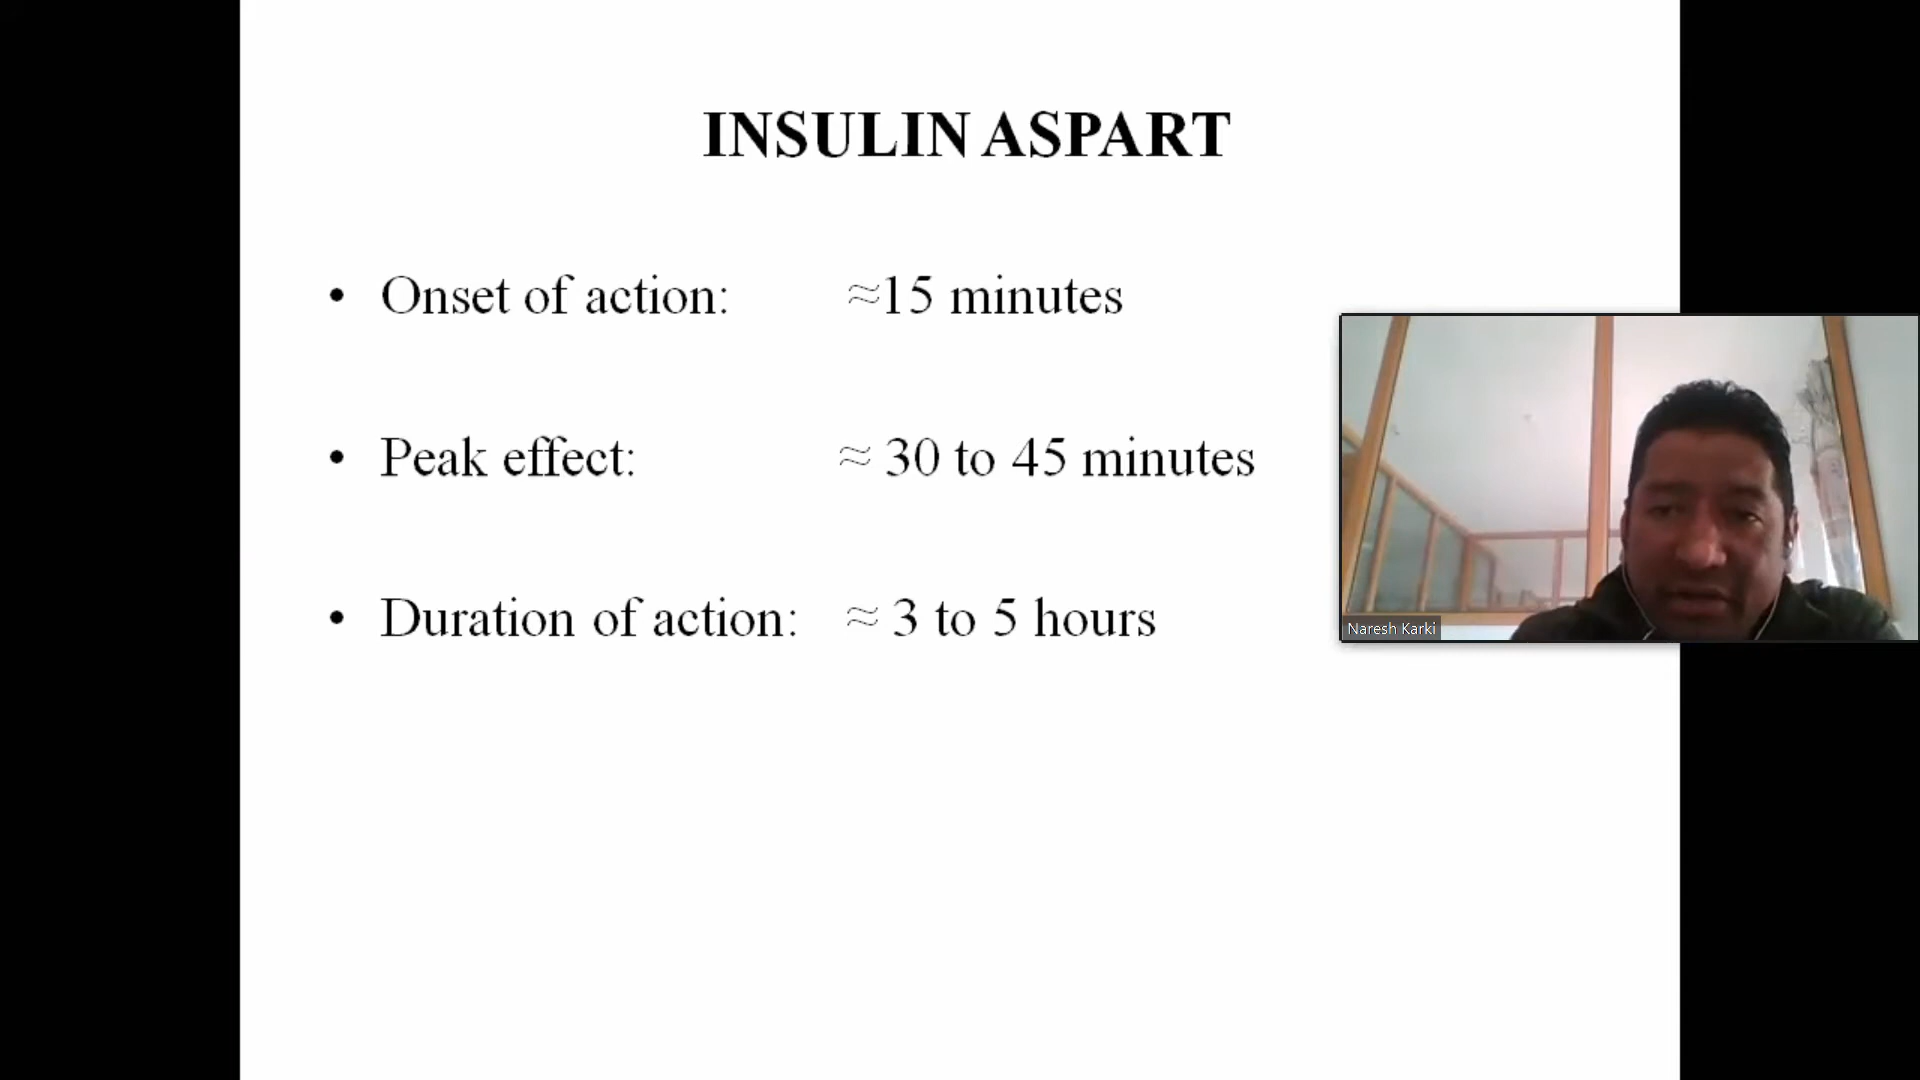 INSULIN ASPART
• Onset of action: ≈15 minutes
• Peak effect: ≈ 30 to 45 minutes
• Duration of action: ≈ 3 to 5 hours
Naresh Karki